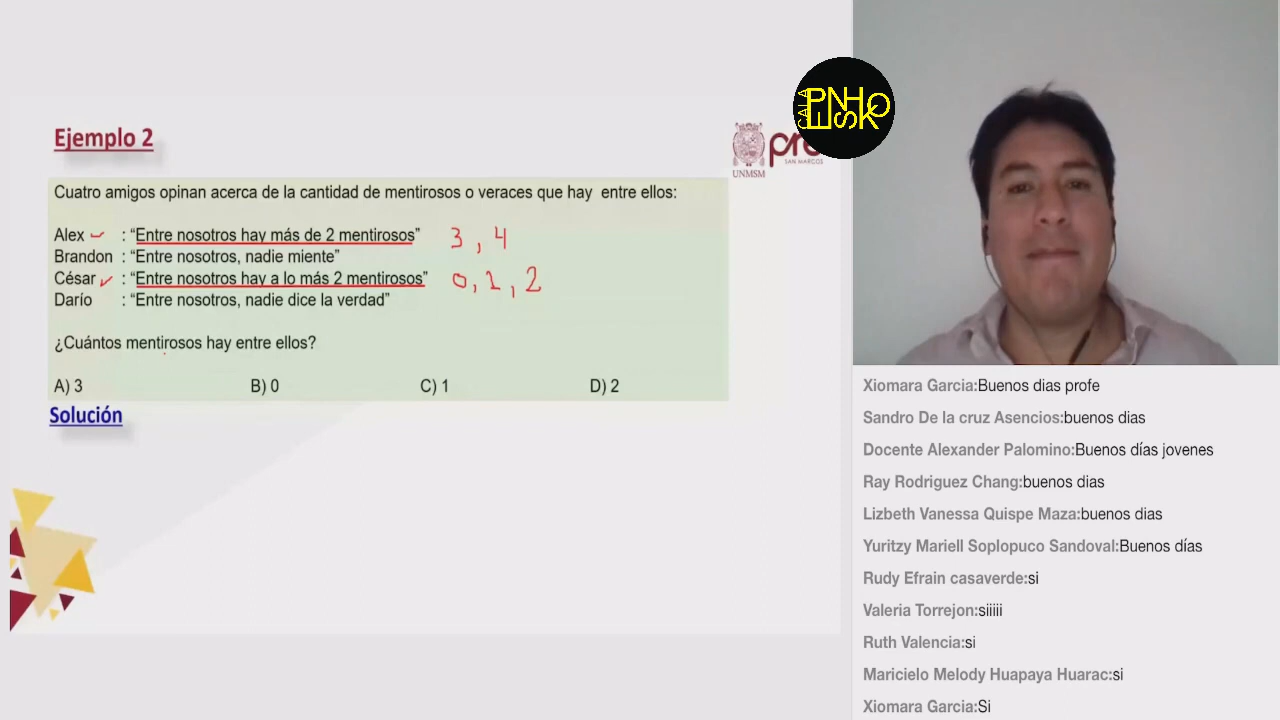 Ejemplo 2
UNMSM
pre
SAN MARCOS
CALA
PENHOSK
Cuatro amigos opinan acerca de la cantidad de mentirosos o veraces que hay entre ellos:
Alex : “Entre nosotros hay más de 2 mentirosos” 3 , 4
Brandon : “Entre nosotros, nadie miente”
César : “Entre nosotros hay a lo más 2 mentirosos” 0, 1, 2
Darío : “Entre nosotros, nadie dice la verdad”
¿Cuántos mentirosos hay entre ellos?
A) 3 B) 0 C) 1 D) 2
Solución
Xiomara Garcia:Buenos dias profe
Sandro De la cruz Asencios:buenos dias
Docente Alexander Palomino:Buenos días jovenes
Ray Rodriguez Chang:buenos dias
Lizbeth Vanessa Quispe Maza:buenos dias
Yuritzy Mariell Soplopuco Sandoval:Buenos días
Rudy Efrain casaverde:si
Valeria Torrejon:siiiii
Ruth Valencia:si
Maricielo Melody Huapaya Huarac:si
Xiomara Garcia:Si